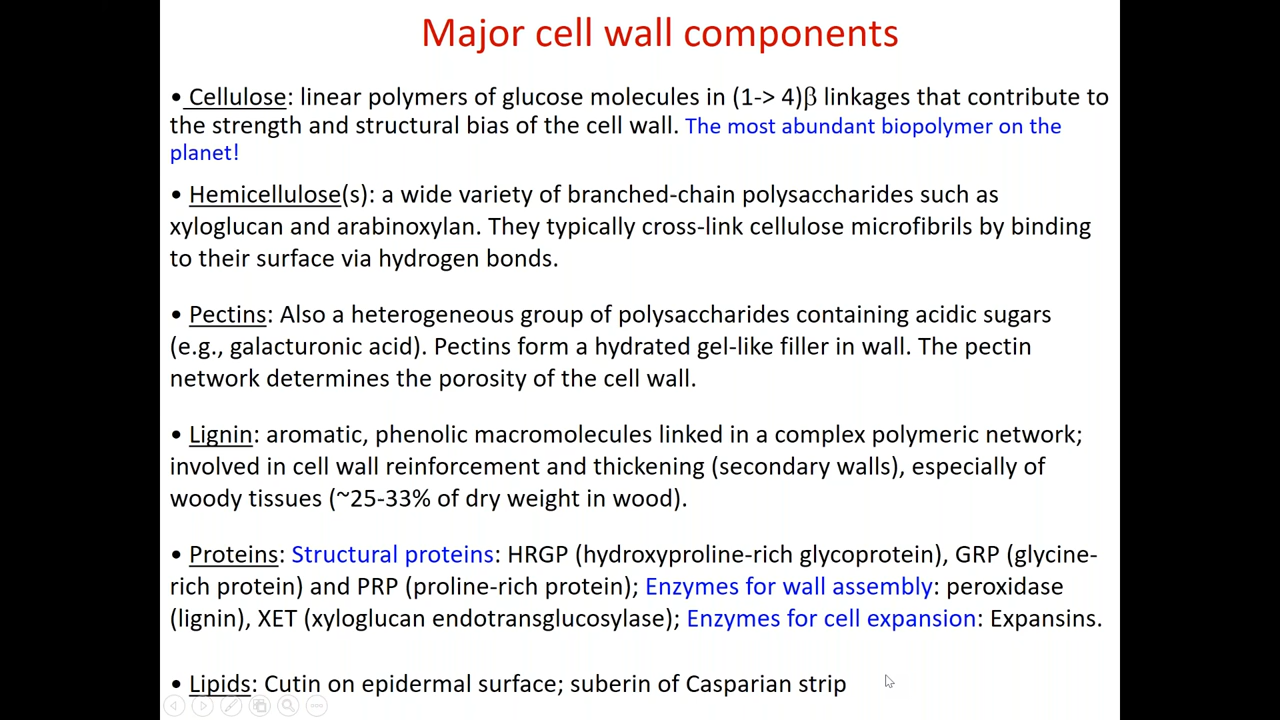 Major cell wall components
• Cellulose: linear polymers of glucose molecules in (1-> 4)β linkages that contribute to
the strength and structural bias of the cell wall. The most abundant biopolymer on the
planet!
• Hemicellulose(s): a wide variety of branched-chain polysaccharides such as
xyloglucan and arabinoxylan. They typically cross-link cellulose microfibrils by binding
to their surface via hydrogen bonds.
• Pectins: Also a heterogeneous group of polysaccharides containing acidic sugars
(e.g., galacturonic acid). Pectins form a hydrated gel-like filler in wall. The pectin
network determines the porosity of the cell wall.
• Lignin: aromatic, phenolic macromolecules linked in a complex polymeric network;
involved in cell wall reinforcement and thickening (secondary walls), especially of
woody tissues (~25-33% of dry weight in wood).
• Proteins: Structural proteins: HRGP (hydroxyproline-rich glycoprotein), GRP (glycine-
rich protein) and PRP (proline-rich protein); Enzymes for wall assembly: peroxidase
(lignin), XET (xyloglucan endotransglucosylase); Enzymes for cell expansion: Expansins.
• Lipids: Cutin on epidermal surface; suberin of Casparian strip